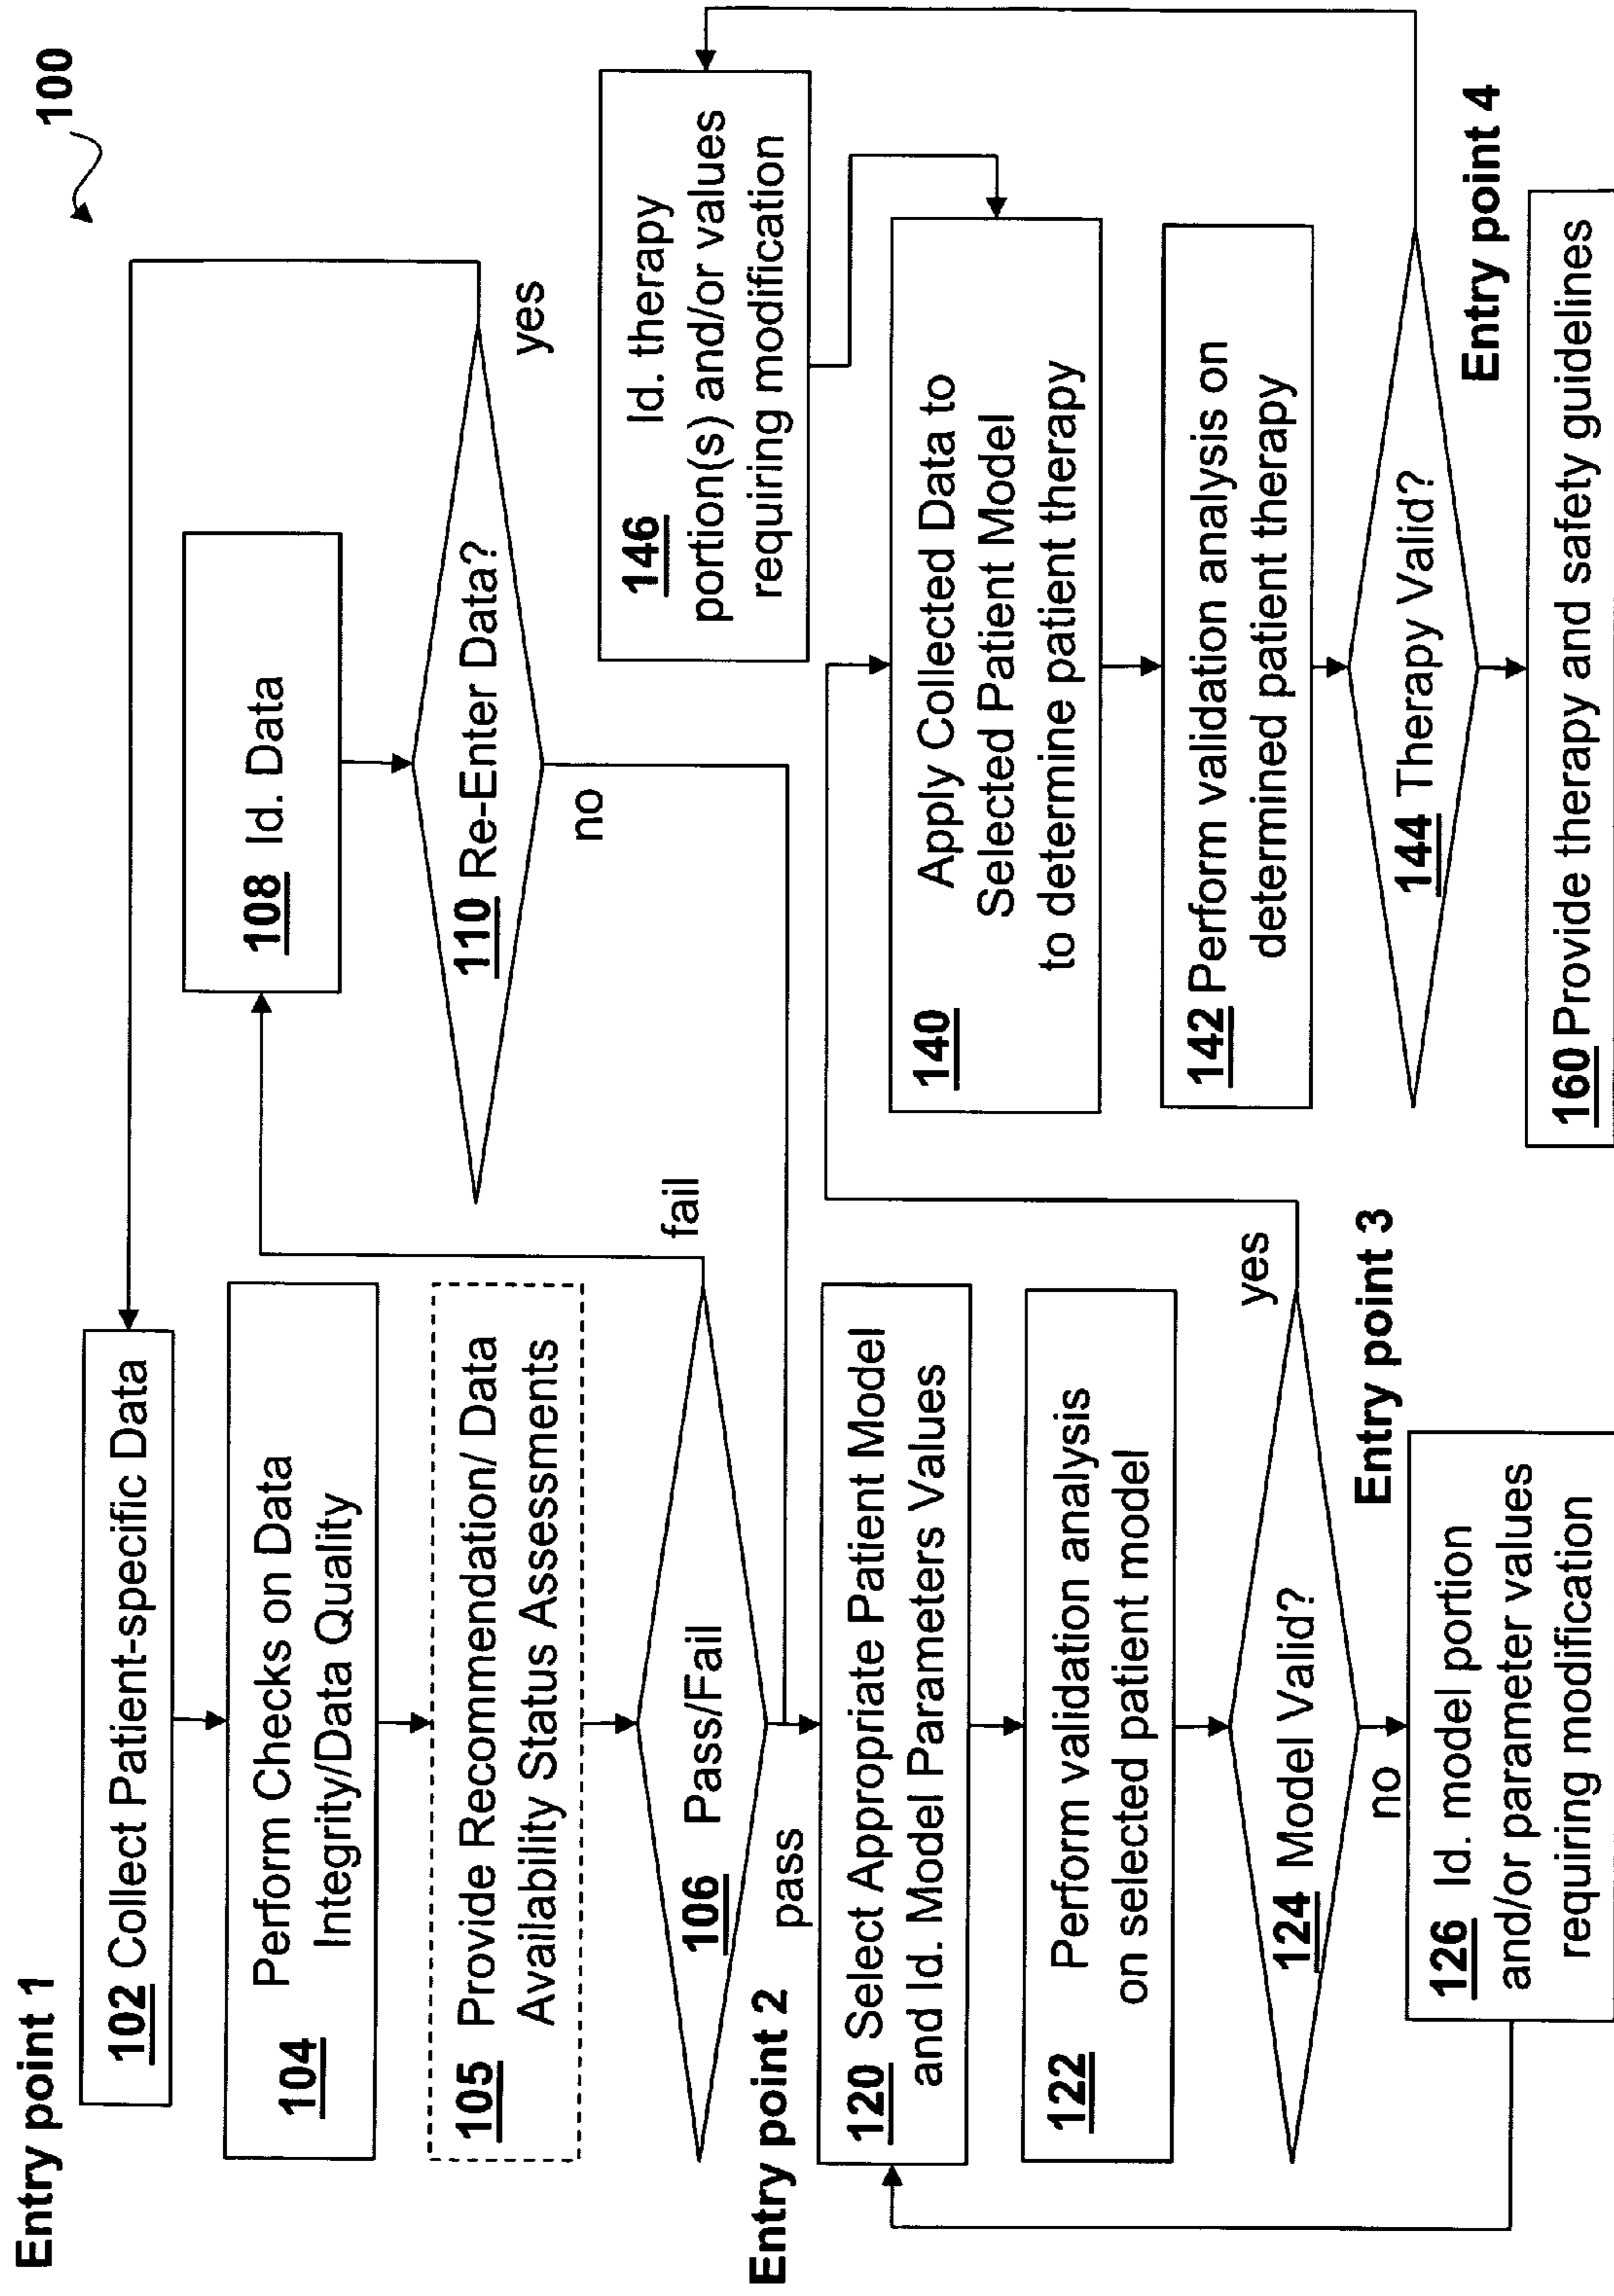 100
Entry point 1
102 Collect Patient-specific Data
104 Perform Checks on Data
Integrity/Data Quality
105 Provide Recommendation/ Data
Availability Status Assessments
106 Pass/Fail
fail
pass
108 Id. Data
110 Re-Enter Data?
yes
no
Entry point 2
120 Select Appropriate Patient Model
and Id. Model Parameters Values
122 Perform validation analysis
on selected patient model
124 Model Valid?
yes
no
Entry point 3
126 Id. model portion
and/or parameter values
requiring modification
146 Id. therapy
portion(s) and/or values
requiring modification
140 Apply Collected Data to
Selected Patient Model
to determine patient therapy
142 Perform validation analysis on
determined patient therapy
144 Therapy Valid?
Entry point 4
160 Provide therapy and safety guidelines